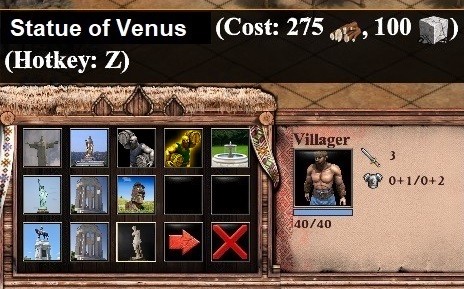 Statue of Venus (Cost: 275 , 100 )
(Hotkey: Z)
Villager
3
0+1/0+2
40/40